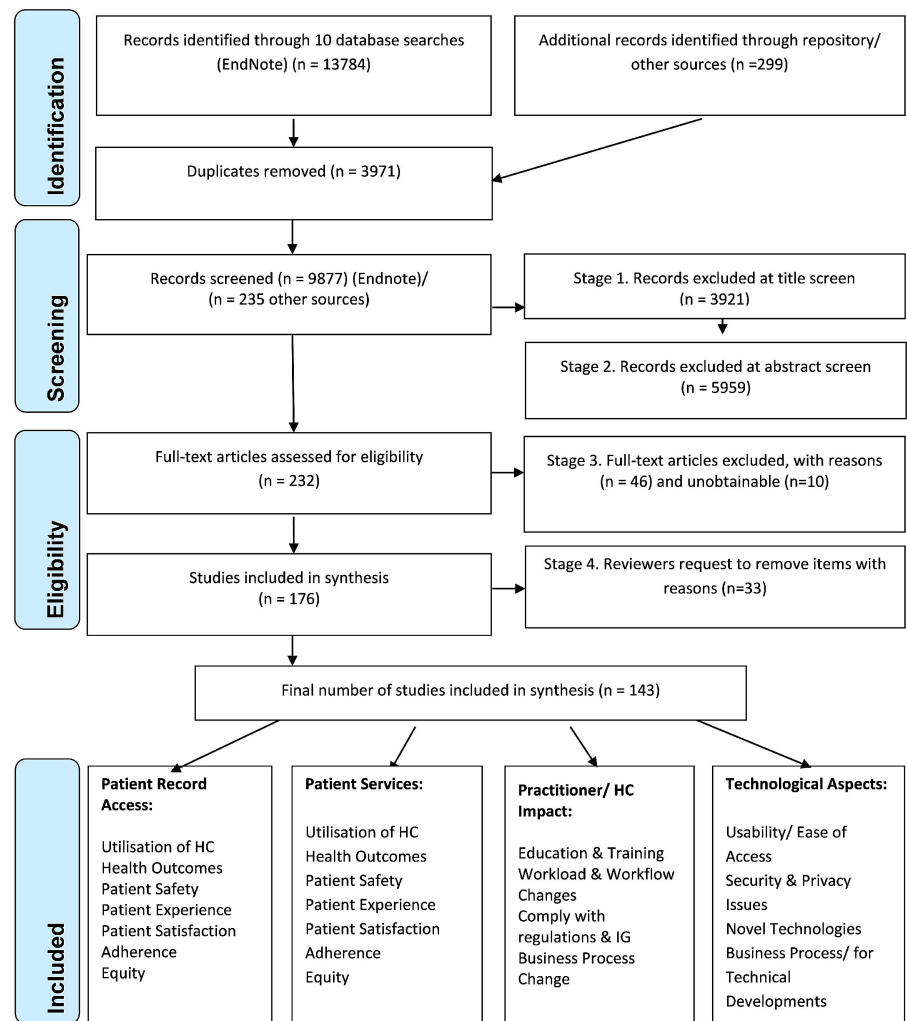 Identification
Records identified through 10 database searches
(EndNote) (n = 13784)
Additional records identified through repository/
other sources (n =299)
Duplicates removed (n = 3971)
Screening
Records screened (n = 9877) (Endnote)/
(n = 235 other sources)
Stage 1. Records excluded at title screen
(n = 3921)
Stage 2. Records excluded at abstract screen
(n = 5959)
Eligibility
Full-text articles assessed for eligibility
(n = 232)
Stage 3. Full-text articles excluded, with reasons
(n = 46) and unobtainable (n=10)
Studies included in synthesis
(n = 176)
Stage 4. Reviewers request to remove items with
reasons (n=33)
Final number of studies included in synthesis (n = 143)
Included
Patient Record
Access:
Utilisation of HC
Health Outcomes
Patient Safety
Patient Experience
Patient Satisfaction
Adherence
Equity
Patient Services:
Utilisation of HC
Health Outcomes
Patient Safety
Patient Experience
Patient Satisfaction
Adherence
Equity
Practitioner/ HC
Impact:
Education & Training
Workload & Workflow
Changes
Comply with
regulations & IG
Business Process
Change
Technological Aspects:
Usability/ Ease of
Access
Security & Privacy
Issues
Novel Technologies
Business Process/ for
Technical
Developments